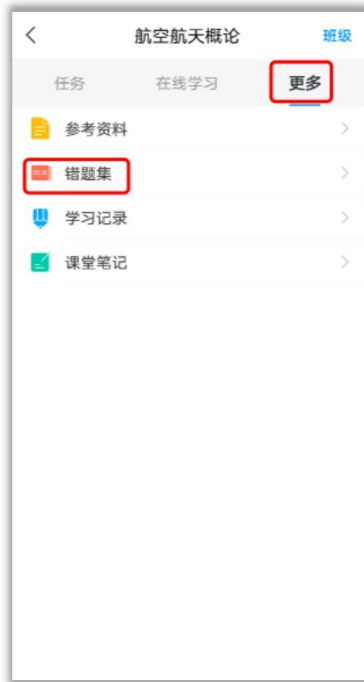 航空航天概论 班级
任务 在线学习 更多
参考资料
错题集
学习记录
课堂笔记